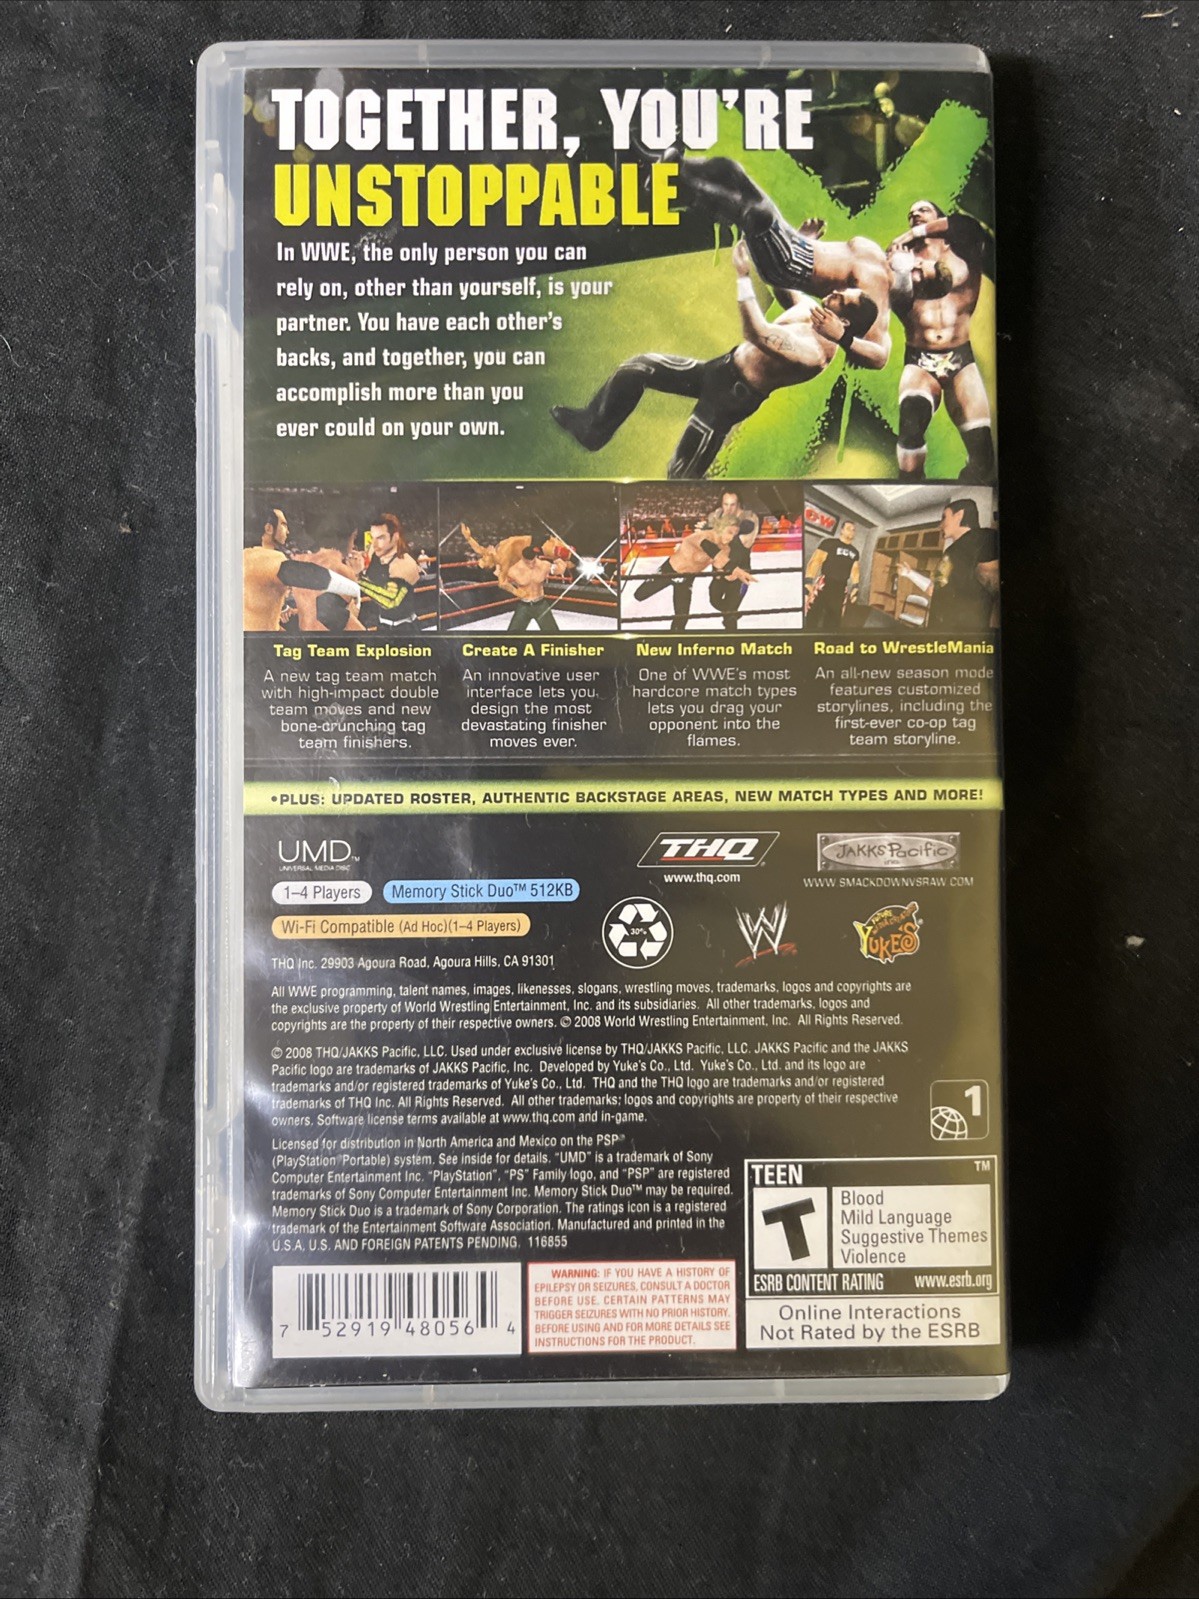 TOGETHER, YOU'RE
UNSTOPPABLE
In WWE, the only person you can
rely on, other than yourself, is your
partner. You have each other's
backs, and together, you can
accomplish more than you
ever could on your own.
ECW
Tag Team Explosion
A new tag team match
with high-impact double
team moves and new
bone-crunching tag
team finishers.
Create A Finisher
An innovative user
interface lets you
design the most
devastating finisher
moves ever.
New Inferno Match
One of WWE's most
hardcore match types
lets you drag your
opponent into the
flames.
Road to WrestleMania
An all-new season mode
features customized
storylines, including the
first-ever co-op tag
team storyline.
•PLUS: UPDATED ROSTER, AUTHENTIC BACKSTAGE AREAS, NEW MATCH TYPES AND MORE!
UMD™
UNIVERSAL MEDIA DISC
THQ®
www.thq.com
JAKKS Pacific
INC.
WWW.SMACKDOWNVSRAW.COM
1–4 Players
Memory Stick Duo™ 512KB
Wi-Fi Compatible (Ad Hoc)(1–4 Players)
30%
W
FUTURE MEDIA CREATORS
YUKE'S
THQ Inc. 29903 Agoura Road, Agoura Hills, CA 91301
All WWE programming, talent names, images, likenesses, slogans, wrestling moves, trademarks, logos and copyrights are
the exclusive property of World Wrestling Entertainment, Inc. and its subsidiaries. All other trademarks, logos and
copyrights are the property of their respective owners. © 2008 World Wrestling Entertainment, Inc. All Rights Reserved.
© 2008 THQ/JAKKS Pacific, LLC. Used under exclusive license by THQ/JAKKS Pacific, LLC. JAKKS Pacific and the JAKKS
Pacific logo are trademarks of JAKKS Pacific, Inc. Developed by Yuke's Co., Ltd. Yuke's Co., Ltd. and its logo are
trademarks and/or registered trademarks of Yuke's Co., Ltd. THQ and the THQ logo are trademarks and/or registered
trademarks of THQ Inc. All Rights Reserved. All other trademarks, logos and copyrights are property of their respective
owners. Software license terms available at www.thq.com and in-game.
1
Licensed for distribution in North America and Mexico on the PSP®
(PlayStation®Portable) system. See inside for details. "UMD" is a trademark of Sony
Computer Entertainment Inc. "PlayStation", "PS" Family logo, and "PSP" are registered
trademarks of Sony Computer Entertainment Inc. Memory Stick Duo™ may be required.
Memory Stick Duo is a trademark of Sony Corporation. The ratings icon is a registered
trademark of the Entertainment Software Association. Manufactured and printed in the
U.S.A. U.S. AND FOREIGN PATENTS PENDING. 116855
TEEN ™
T
Blood
Mild Language
Suggestive Themes
Violence
ESRB CONTENT RATING www.esrb.org
Online Interactions
Not Rated by the ESRB
7 52919 48056 4
WARNING: IF YOU HAVE A HISTORY OF
EPILEPSY OR SEIZURES, CONSULT A DOCTOR
BEFORE USE. CERTAIN PATTERNS MAY
TRIGGER SEIZURES WITH NO PRIOR HISTORY.
BEFORE USING AND FOR MORE DETAILS SEE
INSTRUCTIONS FOR THE PRODUCT.